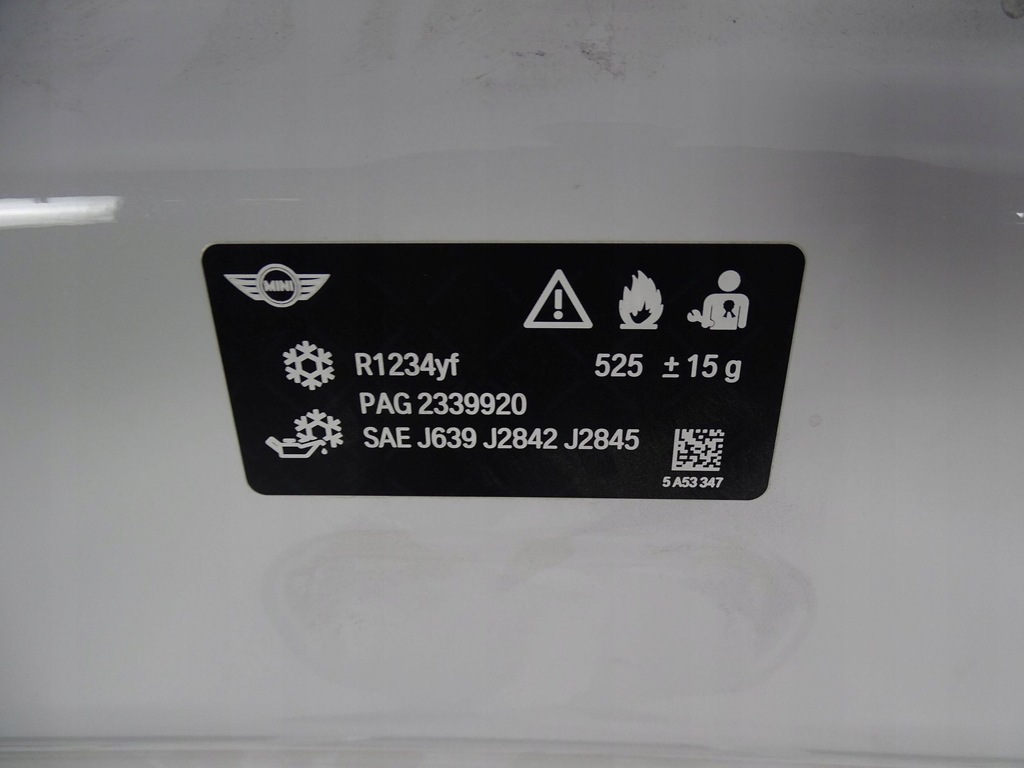 MINI
R1234yf 525 ± 15 g
PAG 2339920
SAE J639 J2842 J2845
5 A53 347